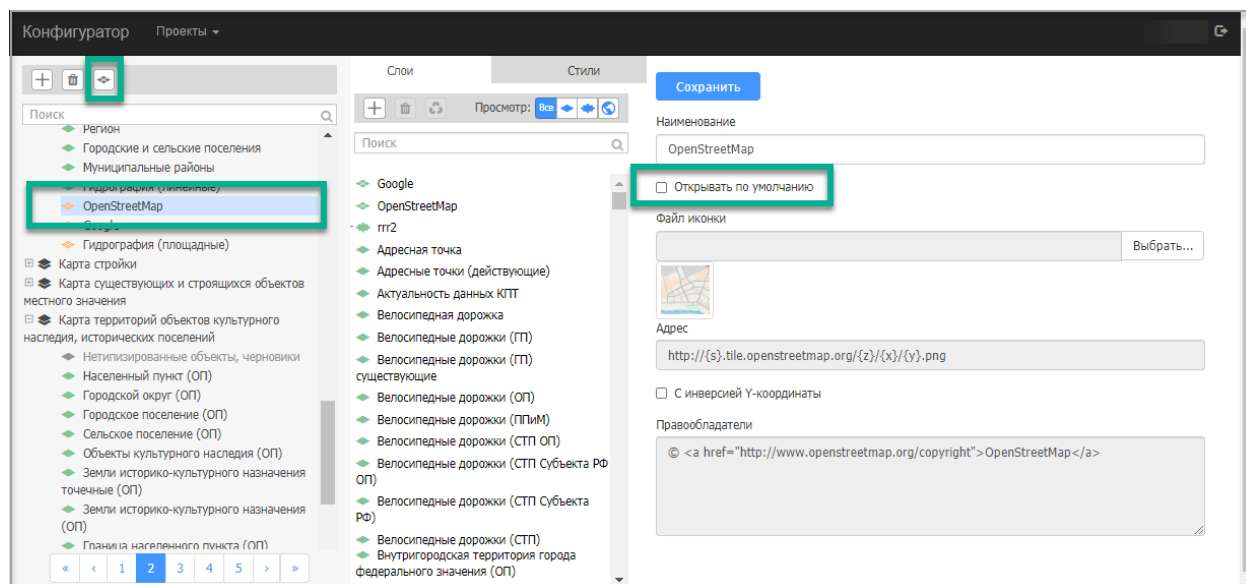 Конфигуратор Проекты
Поиск
Регион
Городские и сельские поселения
Муниципальные районы
Гидрография (линейные)
OpenStreetMap
Google
Гидрография (площадные)
Карта стройки
Карта существующих и строящихся объектов
местного значения
Карта территорий объектов культурного
наследия, исторических поселений
Нетипизированные объекты, черновики
Населенный пункт (ОП)
Городской округ (ОП)
Городское поселение (ОП)
Сельское поселение (ОП)
Объекты культурного наследия (ОП)
Земли историко-культурного назначения
точечные (ОП)
Земли историко-культурного назначения
(ОП)
Граница населенного пункта (ОП)
« ‹ 1 2 3 4 5 › »
Слои Стили
Просмотр: Все
Поиск
Google
OpenStreetMap
rrr2
Адресная точка
Адресные точки (действующие)
Актуальность данных КПТ
Велосипедная дорожка
Велосипедные дорожки (ГП)
Велосипедные дорожки (ГП)
существующие
Велосипедные дорожки (ОП)
Велосипедные дорожки (ППиМ)
Велосипедные дорожки (СТП ОП)
Велосипедные дорожки (СТП Субъекта РФ
ОП)
Велосипедные дорожки (СТП Субъекта
РФ)
Велосипедные дорожки (СТП)
Внутригородская территория города
федерального значения (ОП)
Сохранить
Наименование
OpenStreetMap
Открывать по умолчанию
Файл иконки
Выбрать...
Адрес
http://{s}.tile.openstreetmap.org/{z}/{x}/{y}.png
С инверсией Y-координаты
Правообладатели
© <a href="http://www.openstreetmap.org/copyright">OpenStreetMap</a>